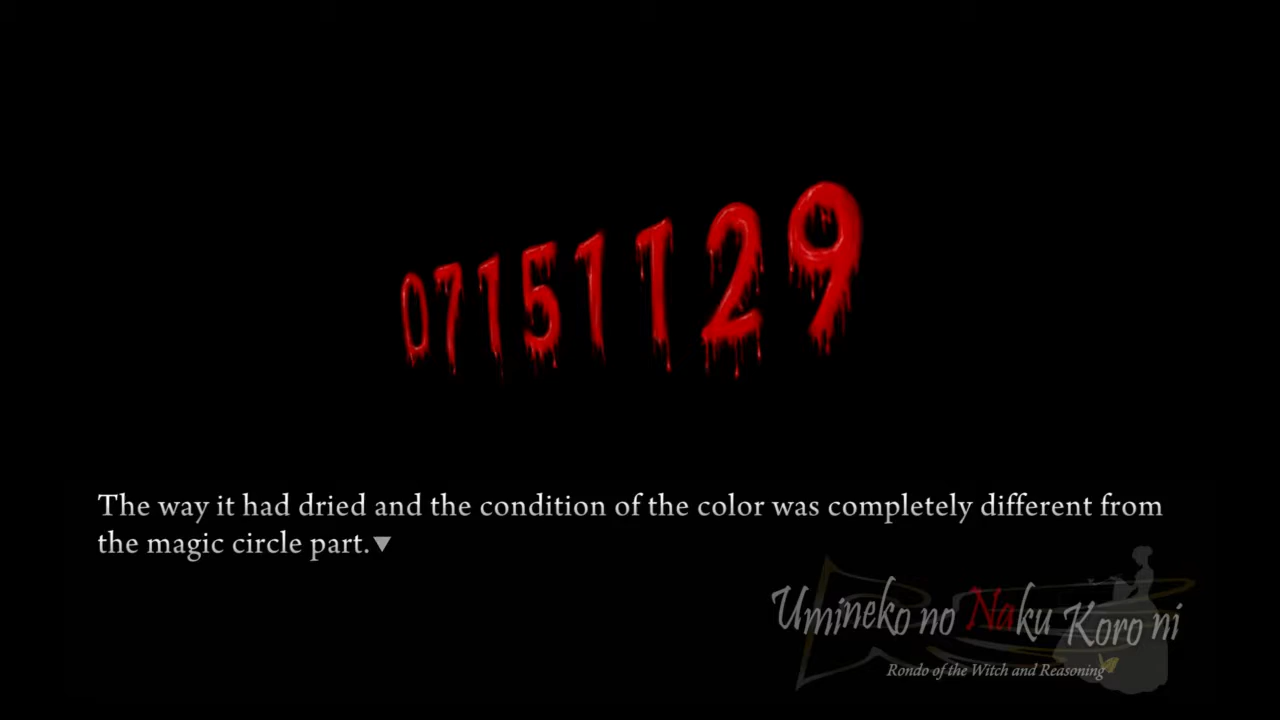 07151129
The way it had dried and the condition of the color was completely different from
the magic circle part.
Umineko no Naku Koro ni
Rondo of the Witch and Reasoning